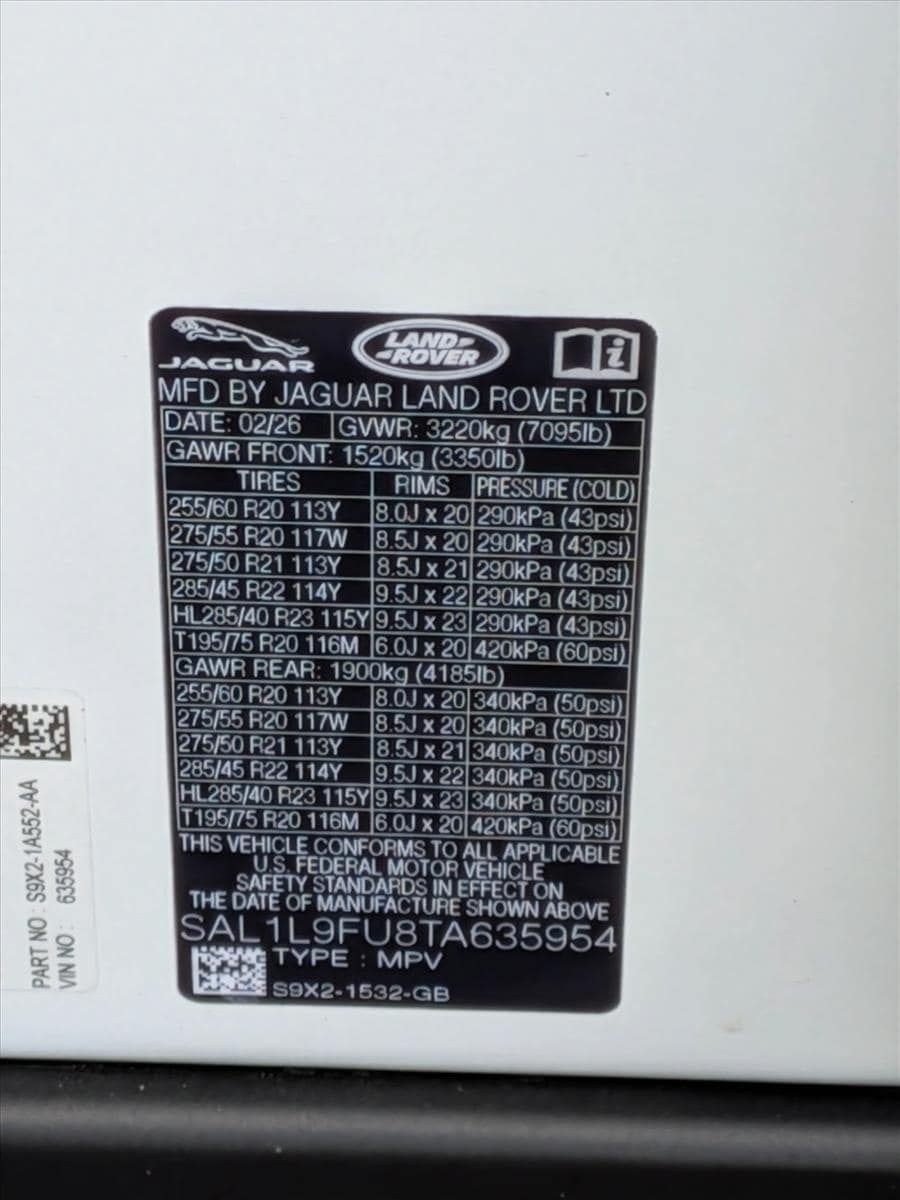 JAGUAR
LAND-
-ROVER
MFD BY JAGUAR LAND ROVER LTD
DATE: 02/26 GVWR: 3220kg (7095lb)
GAWR FRONT: 1520kg (3350lb)
TIRES RIMS PRESSURE (COLD)
255/60 R20 113Y 8.0J x 20 290kPa (43psi)
275/55 R20 117W 8.5J x 20 290kPa (43psi)
275/50 R21 113Y 8.5J x 21 290kPa (43psi)
285/45 R22 114Y 9.5J x 22 290kPa (43psi)
HL285/40 R23 115Y 9.5J x 23 290kPa (43psi)
T195/75 R20 116M 6.0J x 20 420kPa (60psi)
GAWR REAR: 1900kg (4185lb)
255/60 R20 113Y 8.0J x 20 340kPa (50psi)
275/55 R20 117W 8.5J x 20 340kPa (50psi)
275/50 R21 113Y 8.5J x 21 340kPa (50psi)
285/45 R22 114Y 9.5J x 22 340kPa (50psi)
HL285/40 R23 115Y 9.5J x 23 340kPa (50psi)
T195/75 R20 116M 6.0J x 20 420kPa (60psi)
THIS VEHICLE CONFORMS TO ALL APPLICABLE
U.S. FEDERAL MOTOR VEHICLE
SAFETY STANDARDS IN EFFECT ON
THE DATE OF MANUFACTURE SHOWN ABOVE
SAL1L9FU8TA635954
TYPE : MPV
S9X2-1532-GB
PART NO : S9X2-1A552-AA
VIN NO : 635954